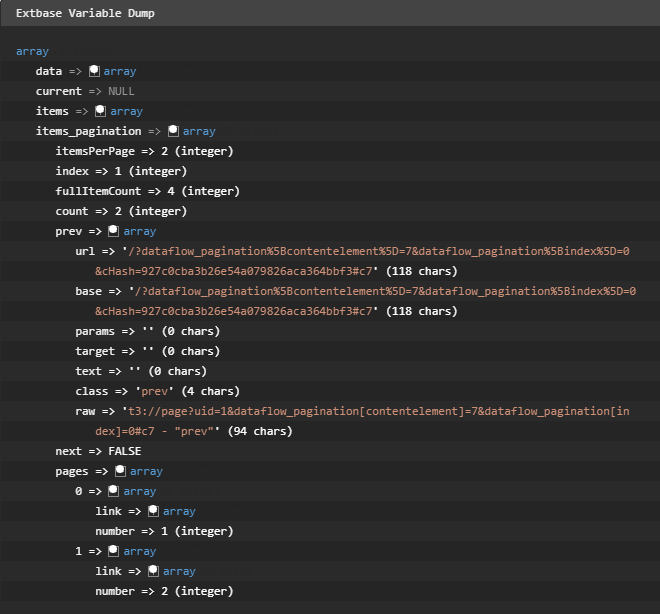 Extbase Variable Dump
array
data => array
current => NULL
items => array
items_pagination => array
itemsPerPage => 2 (integer)
index => 1 (integer)
fullItemCount => 4 (integer)
count => 2 (integer)
prev => array
url => '/?dataflow_pagination%5Bcontentelement%5D=7&dataflow_pagination%5Bindex%5D=0
&cHash=927c0cba3b26e54a079826aca364bbf3#c7' (118 chars)
base => '/?dataflow_pagination%5Bcontentelement%5D=7&dataflow_pagination%5Bindex%5D=0
&cHash=927c0cba3b26e54a079826aca364bbf3#c7' (118 chars)
params => '' (0 chars)
target => '' (0 chars)
text => '' (0 chars)
class => 'prev' (4 chars)
raw => 't3://page?uid=1&dataflow_pagination[contentelement]=7&dataflow_pagination[in
dex]=0#c7 - "prev"' (94 chars)
next => FALSE
pages => array
0 => array
link => array
number => 1 (integer)
1 => array
link => array
number => 2 (integer)